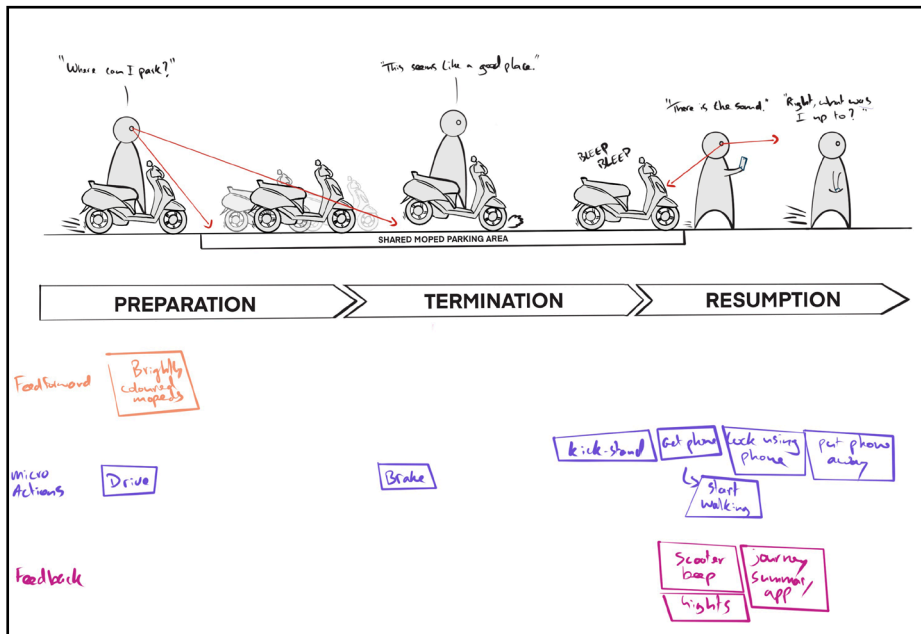 "Where can I park?"
"This seems like a good place."
"There is the sound."
"Right, what was
I up to?"
BLEEP
BLEEP
SHARED MOPED PARKING AREA
PREPARATION
TERMINATION
RESUMPTION
Feedforward
Brightly
coloured
mopeds
micro
Actions
Drive
Brake
kick-stand
Get phone
Lock using
phone
put phone
away
start
walking
Feedback
Scooter
beep
lights
journey
summary
app